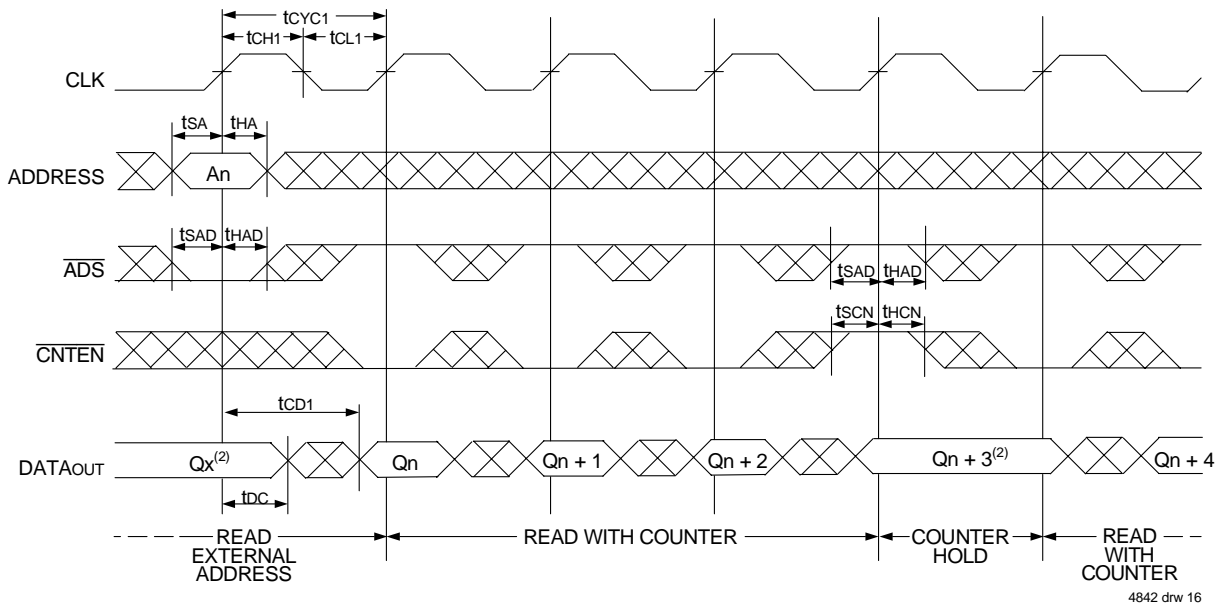 tCYC1
tCH1 tCL1
CLK
tSA tHA
ADDRESS An
tSAD tHAD
ADS
tSAD tHAD
tSCN tHCN
CNTEN
tCD1
DATAOUT Qx(2) Qn Qn + 1 Qn + 2 Qn + 3(2) Qn + 4
tDC
READ EXTERNAL ADDRESS
READ WITH COUNTER
COUNTER HOLD
READ WITH COUNTER
4842 drw 16